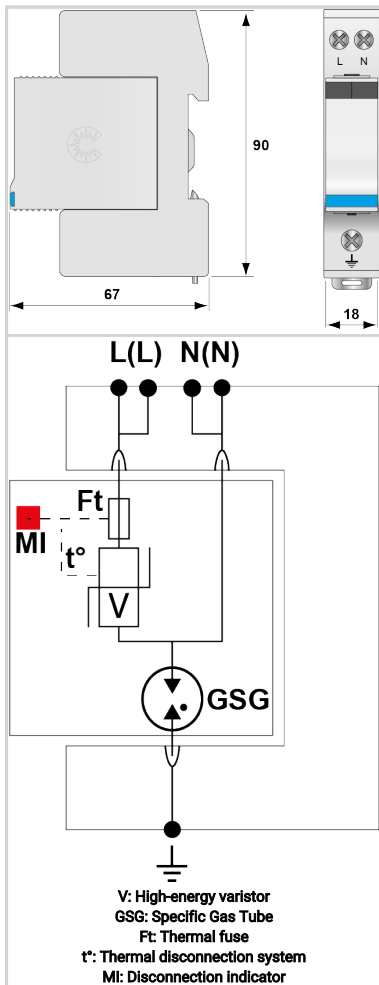 L N
90
67
18
L(L) N(N)
Ft
MI
t°
V
GSG
V: High-energy varistor
GSG: Specific Gas Tube
Ft: Thermal fuse
t°: Thermal disconnection system
MI: Disconnection indicator